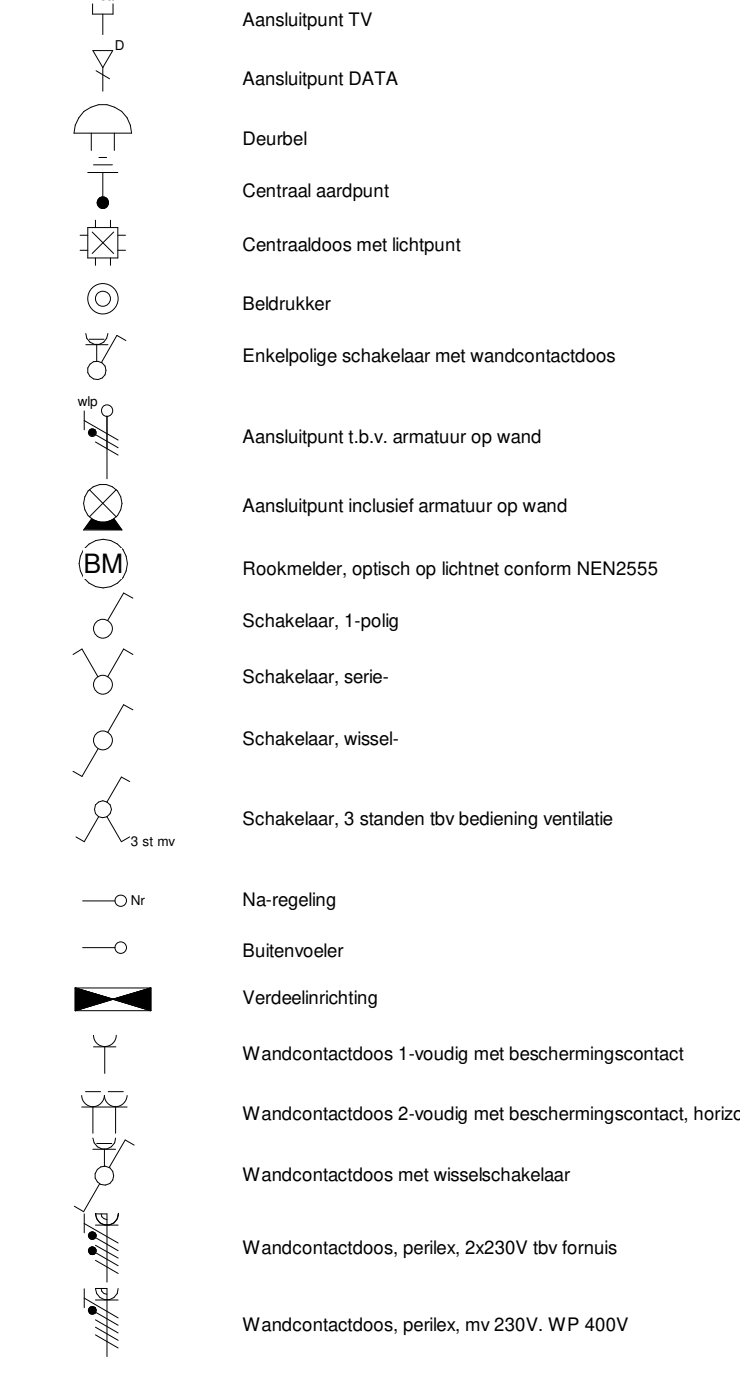 Aansluitpunt TV
D
Aansluitpunt DATA
Deurbel
Centraal aardpunt
Centraaldoos met lichtpunt
Beldrukker
Enkelpolige schakelaar met wandcontactdoos
wlp
Aansluitpunt t.b.v. armatuur op wand
Aansluitpunt inclusief armatuur op wand
BM
Rookmelder, optisch op lichtnet conform NEN2555
Schakelaar, 1-polig
Schakelaar, serie-
Schakelaar, wissel-
Schakelaar, 3 standen tbv bediening ventilatie
3 st mv
Nr
Na-regeling
Buitenvoeler
Verdeelinrichting
Wandcontactdoos 1-voudig met beschermingscontact
Wandcontactdoos 2-voudig met beschermingscontact,
Wandcontactdoos met wisselschakelaar
Wandcontactdoos, perilex, 2x230V tbv fornuis
Wandcontactdoos, perilex, mv 230V. WP 400V